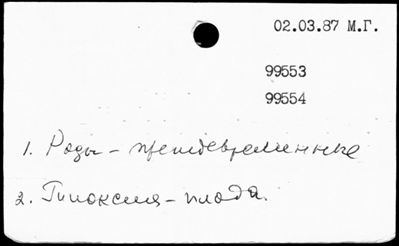 02.03.87 М.Г.
99553
99554
1. Роды – преждевременные
2. Гипоксия – плода.